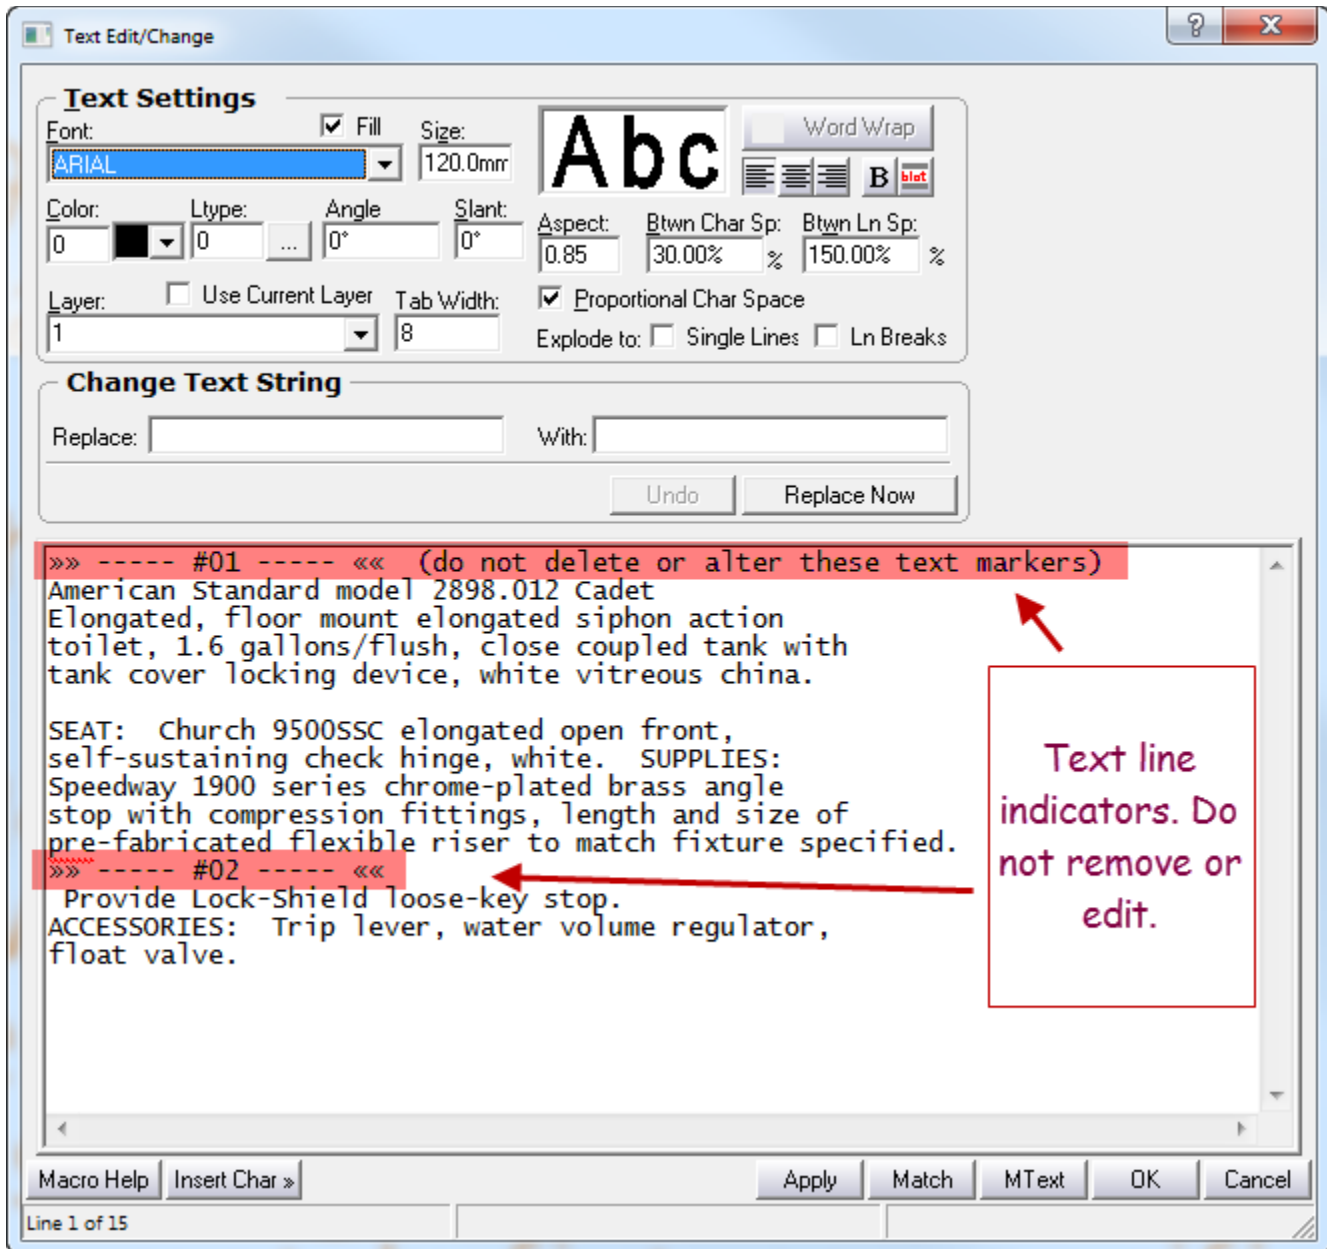 Text Edit/Change
Text Settings
Font:
Fill
Size:
ARIAL
120.0mm
Abc
Word Wrap
B
blot
Color:
Ltype:
Angle
Slant:
0
0
...
0°
0°
Aspect:
Btwn Char Sp:
Btwn Ln Sp:
0.85
30.00%
%
150.00%
%
Layer:
Use Current Layer
Tab Width:
1
8
Proportional Char Space
Explode to:
Single Lines
Ln Breaks
Change Text String
Replace:
With:
Undo
Replace Now
»» ----- #01 ----- ««  (do not delete or alter these text markers)
American Standard model 2898.012 Cadet
Elongated, floor mount elongated siphon action
toilet, 1.6 gallons/flush, close coupled tank with
tank cover locking device, white vitreous china.
SEAT:  Church 9500SSC elongated open front,
self-sustaining check hinge, white.  SUPPLIES:
Speedway 1900 series chrome-plated brass angle
stop with compression fittings, length and size of
pre-fabricated flexible riser to match fixture specified.
»» ----- #02 ----- ««
Provide Lock-Shield loose-key stop.
ACCESSORIES:  Trip lever, water volume regulator,
float valve.
Text line
indicators. Do
not remove or
edit.
Macro Help
Insert Char »
Apply
Match
MText
OK
Cancel
Line 1 of 15